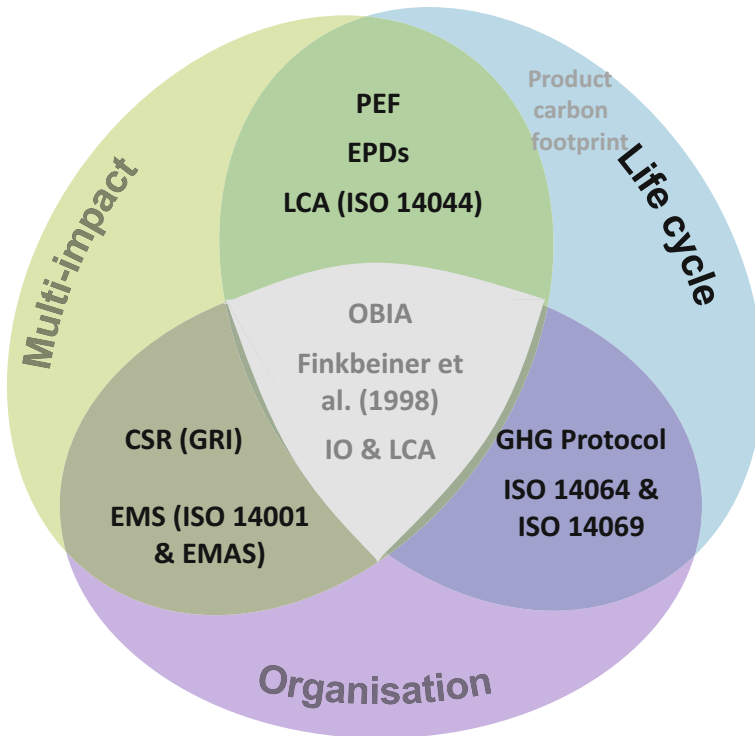 PEF
EPDs
LCA (ISO 14044)
Product
carbon
footprint
Multi-impact
Life cycle
OBIA
Finkbeiner et
al. (1998)
IO & LCA
CSR (GRI)
EMS (ISO 14001
& EMAS)
GHG Protocol
ISO 14064 &
ISO 14069
Organisation